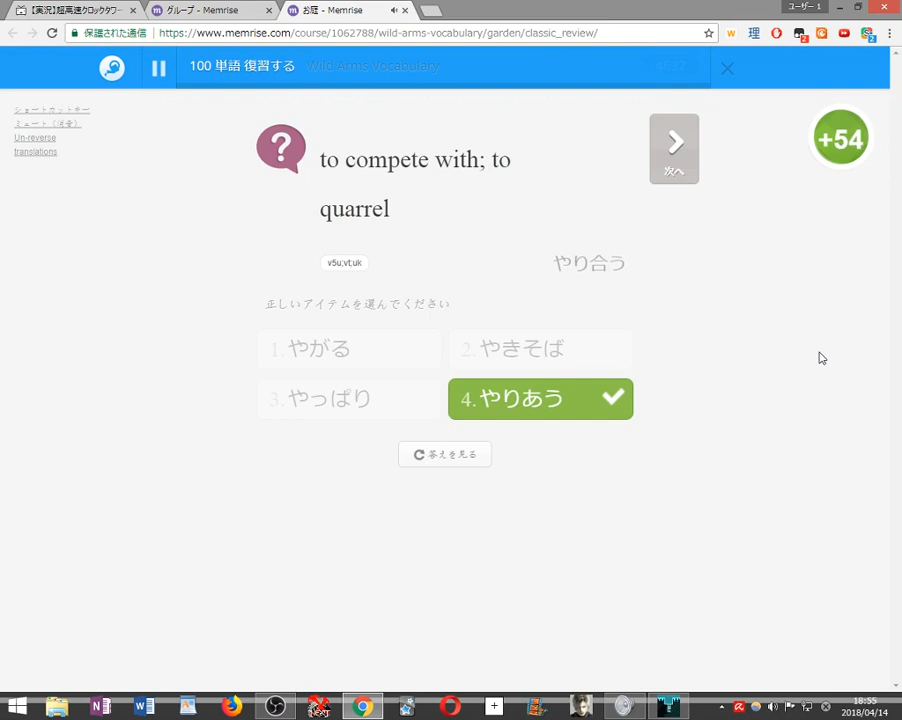 【実況】超高速クロックタワー
グループ - Memrise
お庭 - Memrise
ユーザー 1
保護された通信
https://www.memrise.com/course/1062788/wild-arms-vocabulary/garden/classic_review/
100 単語 復習する
Wild Arms Vocabulary
ショートカットキー
ミュート（消音）
Un-reverse
translations
to compete with; to
quarrel
次へ
+54
v5u;vt;uk
やり合う
正しいアイテムを選んでください
1. やがる
2. やきそば
3. やっぱり
4. やりあう
答えを見る
18:55
2018/04/14